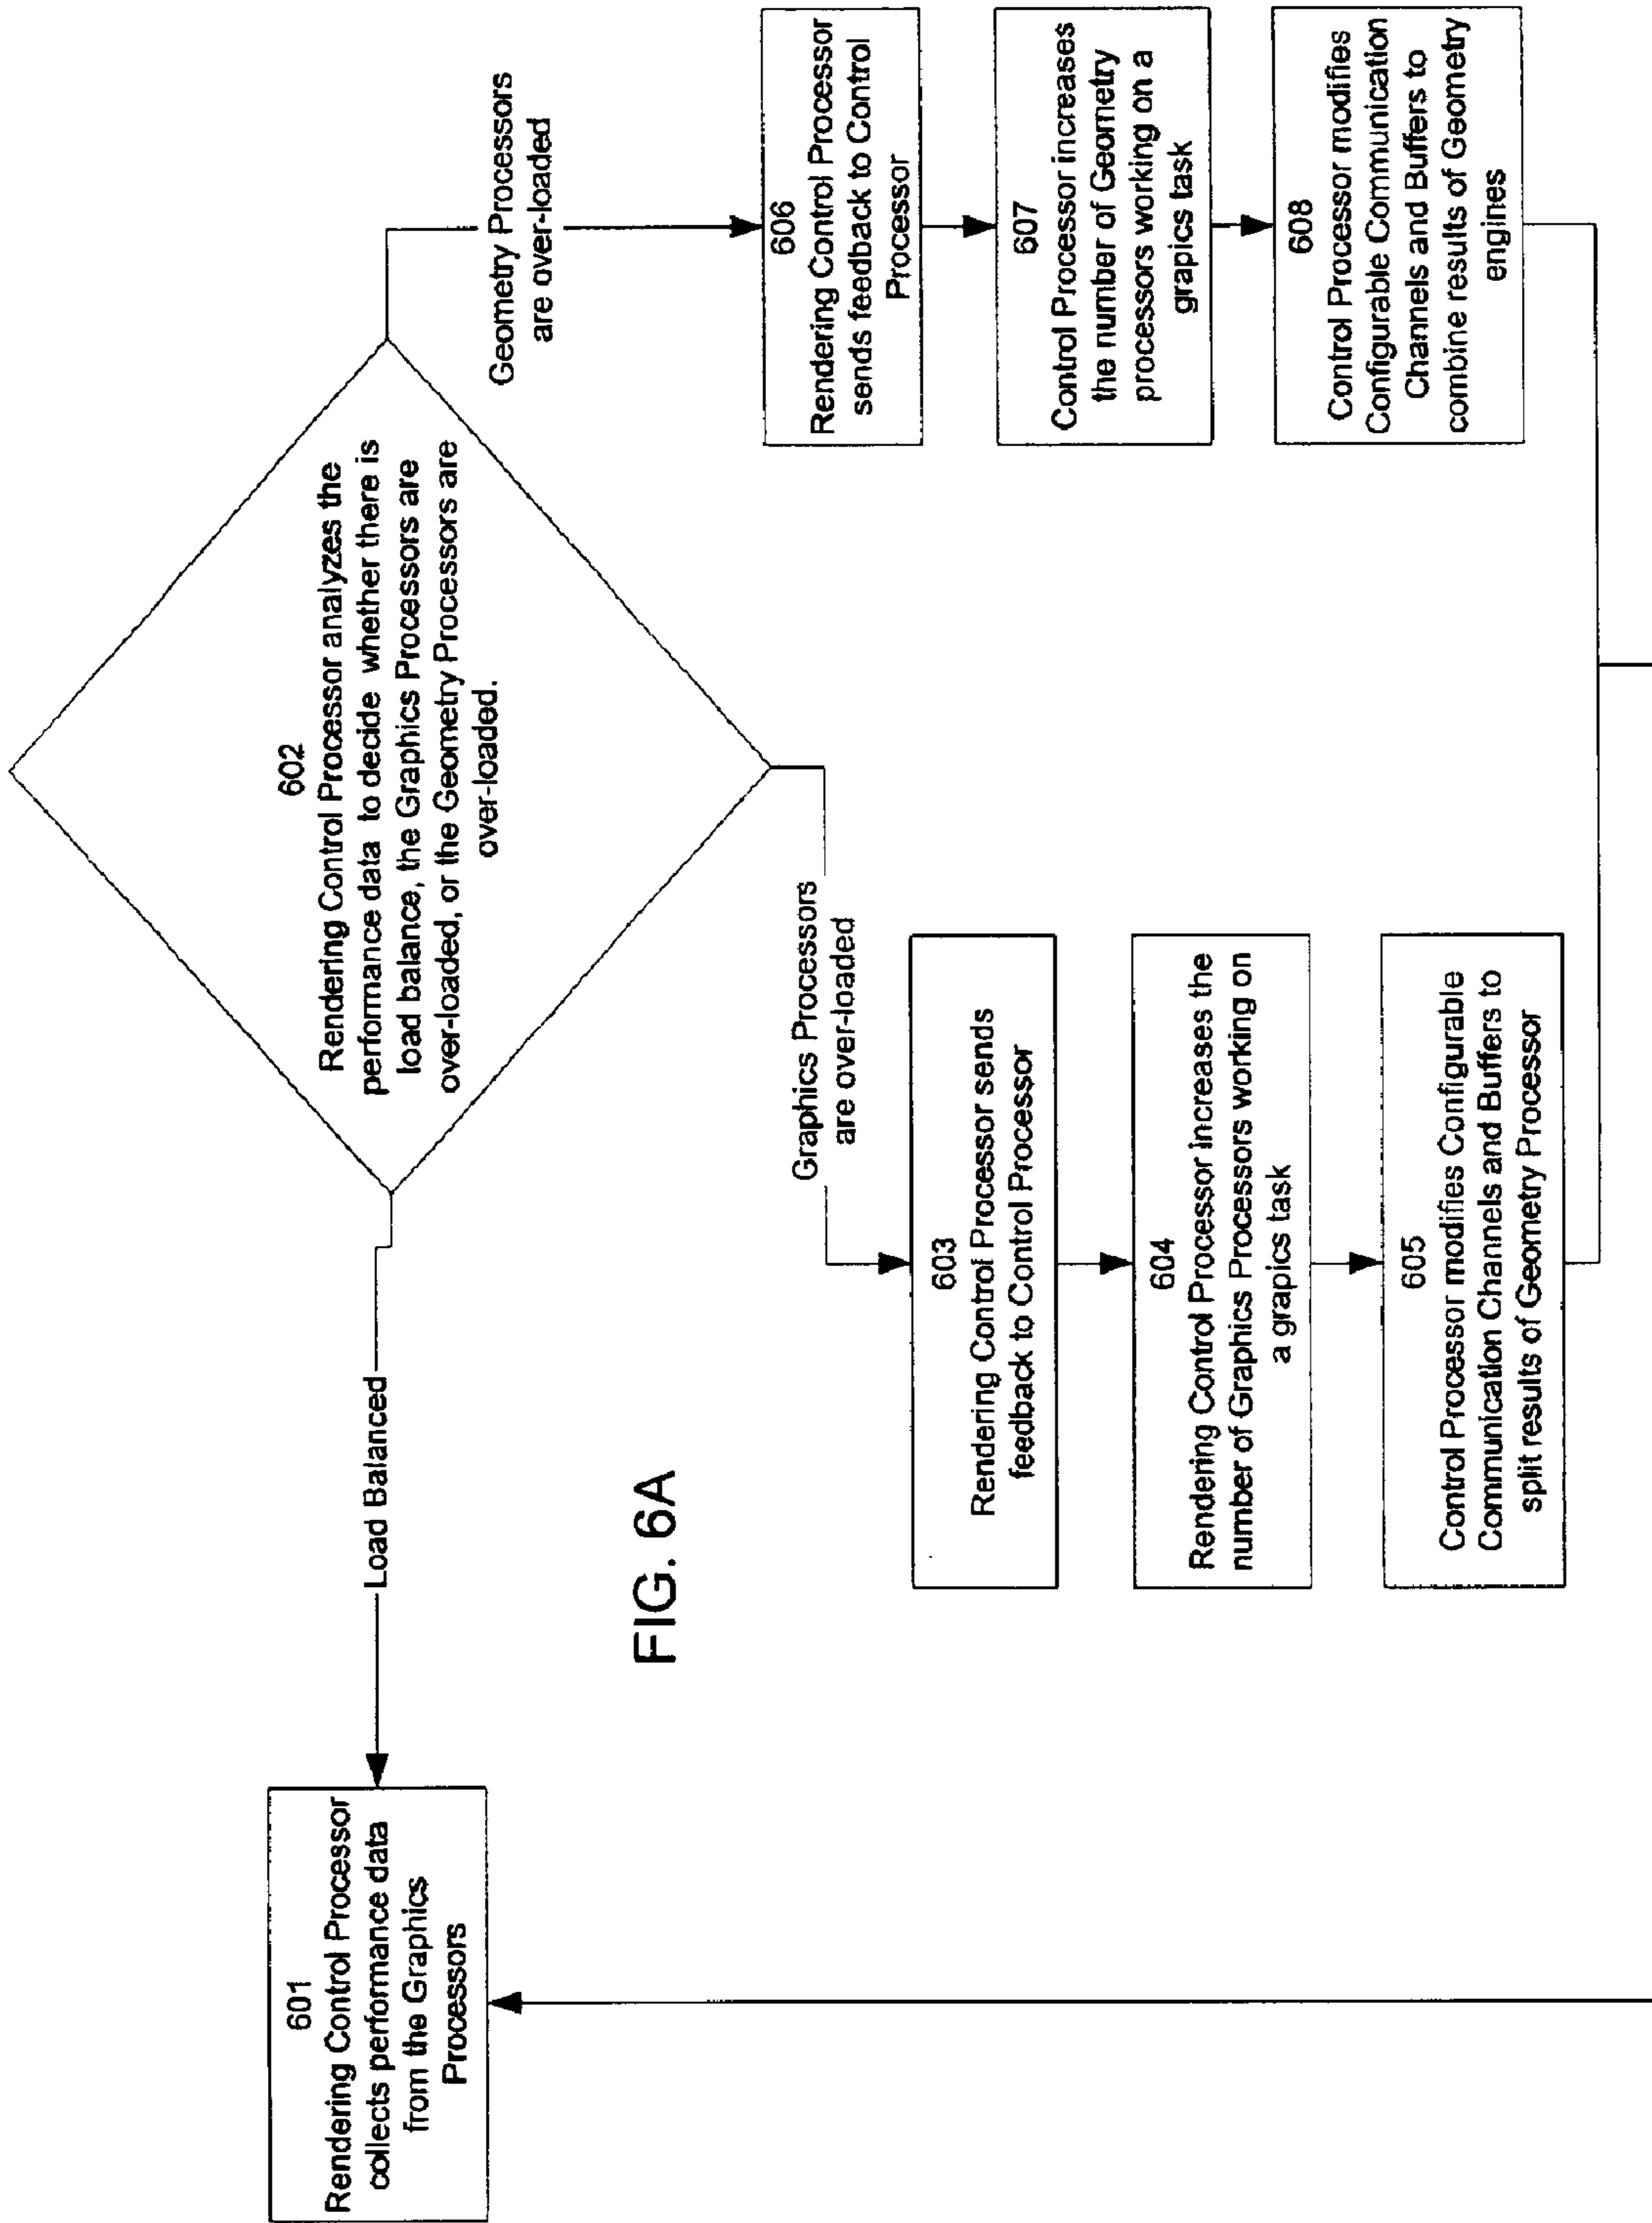 601
Rendering Control Processor
collects performance data
from the Graphics
Processors
Load Balanced
602
Rendering Control Processor analyzes the
performance data to decide whether there is
load balance, the Graphics Processors are
over-loaded, or the Geometry Processors are
over-loaded.
Geometry Processors
are over-loaded
Graphics Processors
are over-loaded
FIG. 6A
603
Rendering Control Processor sends
feedback to Control Processor
604
Rendering Control Processor increases the
number of Graphics Processors working on
a grapics task
605
Control Processor modifies Configurable
Communication Channels and Buffers to
split results of Geometry Processor
606
Rendering Control Processor
sends feedback to Control
Processor
607
Control Processor increases
the number of Geometry
processors working on a
grapics task
608
Control Processor modifies
Configurable Communication
Channels and Buffers to
combine results of Geometry
engines